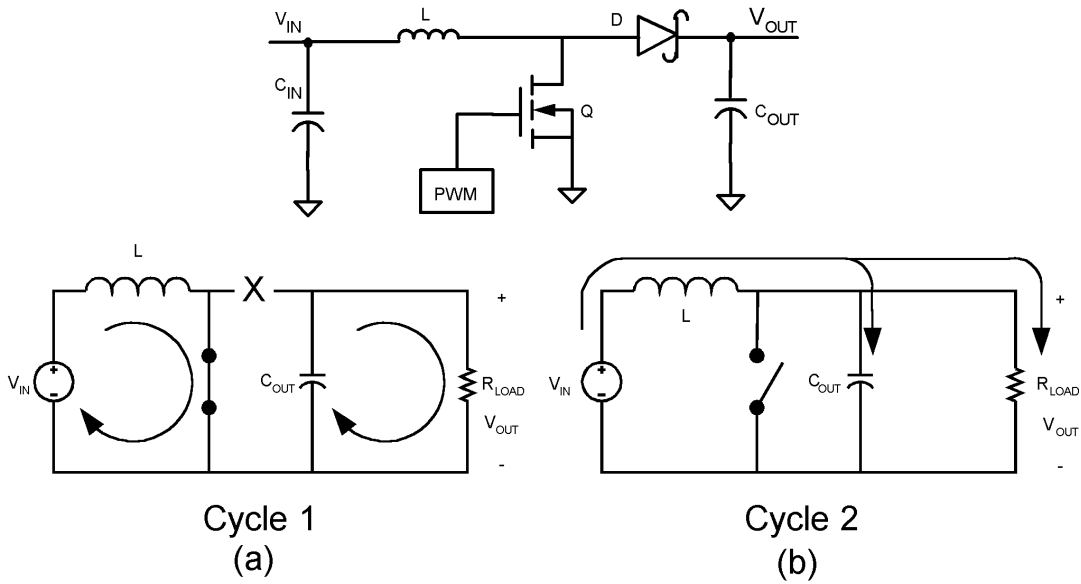 V_IN L D V_OUT
C_IN Q C_OUT
PWM
L
X
+
+
-
V_IN C_OUT R_LOAD
V_OUT
-
Cycle 1
(a)
L
+
+
-
V_IN C_OUT R_LOAD
V_OUT
-
Cycle 2
(b)